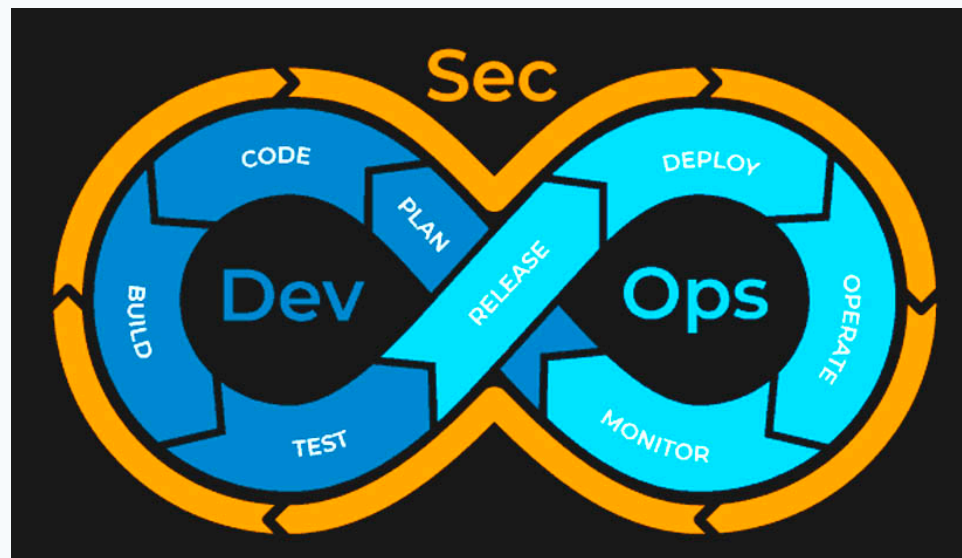 Sec
CODE
DEPLOY
PLAN
Dev
RELEASE
Ops
BUILD
OPERATE
TEST
MONITOR